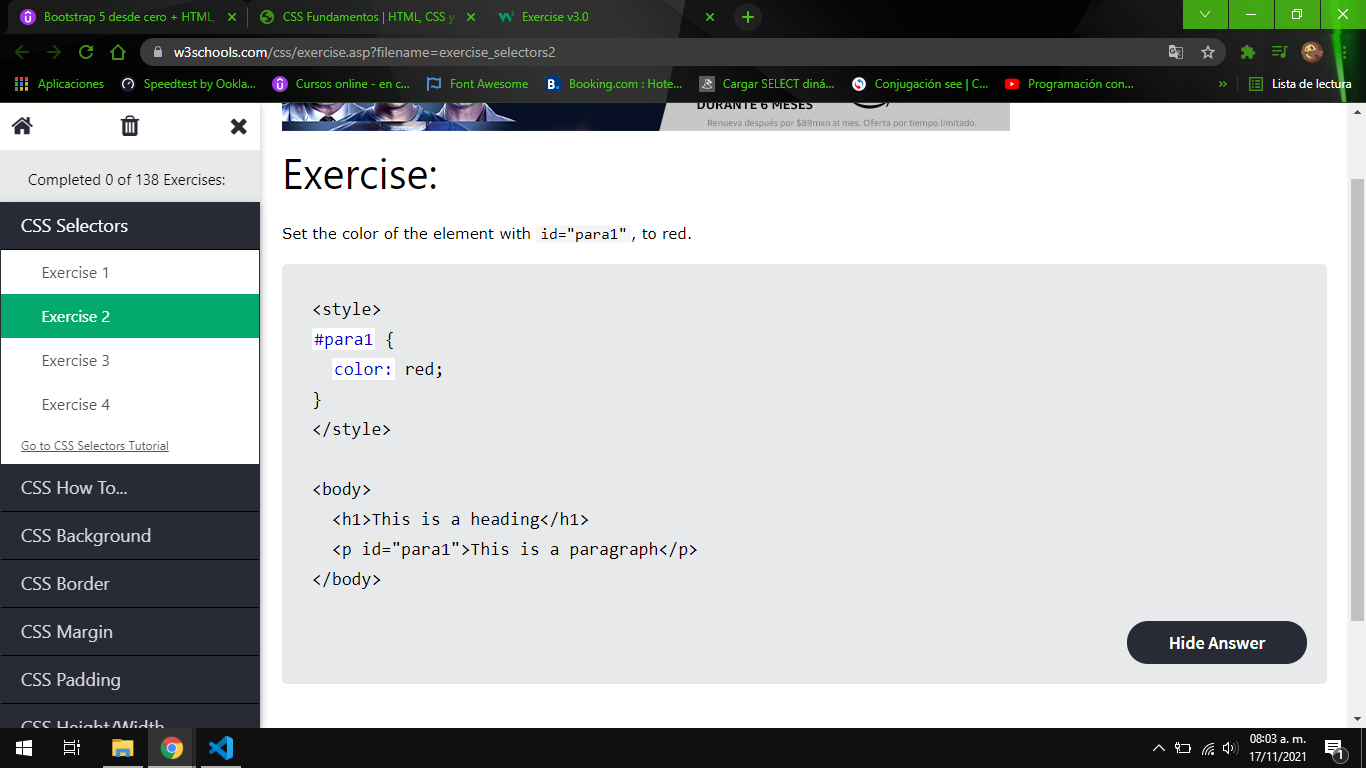 Bootstrap 5 desde cero + HTML,
CSS Fundamentos | HTML, CSS y
Exercise v3.0
w3schools.com/css/exercise.asp?filename=exercise_selectors2
Aplicaciones
Speedtest by Ookla...
Cursos online - en c...
Font Awesome
Booking.com : Hote...
Cargar SELECT diná...
Conjugación see | C...
Programación con...
»
Lista de lectura
DURANTE 6 MESES
Renueva después por $89mxn al mes. Oferta por tiempo limitado.
Completed 0 of 138 Exercises:
CSS Selectors
Exercise 1
Exercise 2
Exercise 3
Exercise 4
Go to CSS Selectors Tutorial
CSS How To...
CSS Background
CSS Border
CSS Margin
CSS Padding
CSS Height/Width
Exercise:
Set the color of the element with id="para1", to red.
<style>
#para1 {
color: red;
}
</style>
<body>
<h1>This is a heading</h1>
<p id="para1">This is a paragraph</p>
</body>
Hide Answer
08:03 a. m.
17/11/2021
1